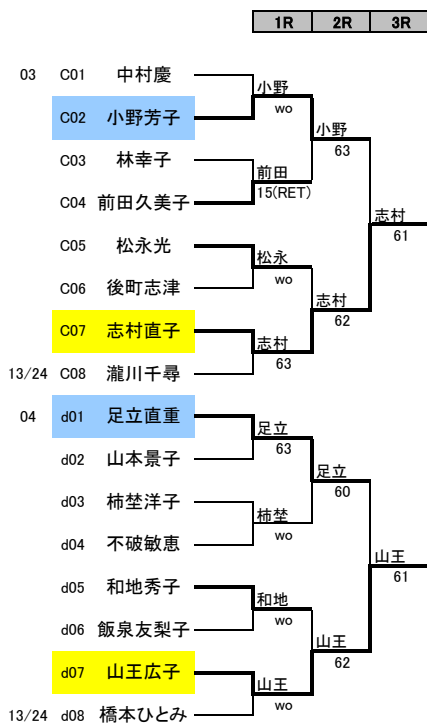 1R 2R 3R
03 C01 中村慶
小野
wo
C02 小野芳子
小野
63
C03 林幸子
前田
15(RET)
C04 前田久美子
志村
61
C05 松永光
松永
wo
C06 後町志津
志村
62
C07 志村直子
志村
63
13/24 C08 瀧川千尋
04 d01 足立直重
足立
63
d02 山本景子
足立
60
d03 柿埜洋子
柿埜
wo
d04 不破敏恵
山王
61
d05 和地秀子
和地
wo
d06 飯泉友梨子
山王
62
d07 山王広子
山王
wo
13/24 d08 橋本ひとみ